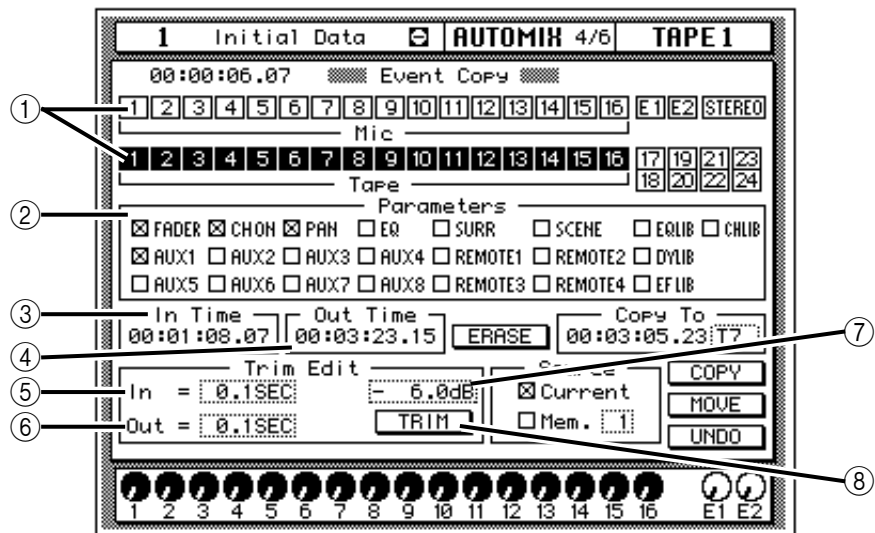 1 Initial Data AUTOMIX 4/6 TAPE 1
00:00:06.07 Event Copy
1 2 3 4 5 6 7 8 9 10 11 12 13 14 15 16 E1 E2 STEREO
Mic
1 2 3 4 5 6 7 8 9 10 11 12 13 14 15 16 17 19 21 23
18 20 22 24
Tape
Parameters
FADER CH ON PAN EQ SURR SCENE EQLIB CHLIB
AUX1 AUX2 AUX3 AUX4 REMOTE1 REMOTE2 DYLIB
AUX5 AUX6 AUX7 AUX8 REMOTE3 REMOTE4 EFLIB
In Time Out Time Copy To
00:01:08.07 00:03:23.15 ERASE 00:03:05.23 T7
Trim Edit Source COPY
In = 0.1SEC - 6.0dB Current
MOVE
Out = 0.1SEC TRIM Mem. 1
UNDO
1 2 3 4 5 6 7 8 9 10 11 12 13 14 15 16 E1 E2
1
2
3
4
5
6
7
8